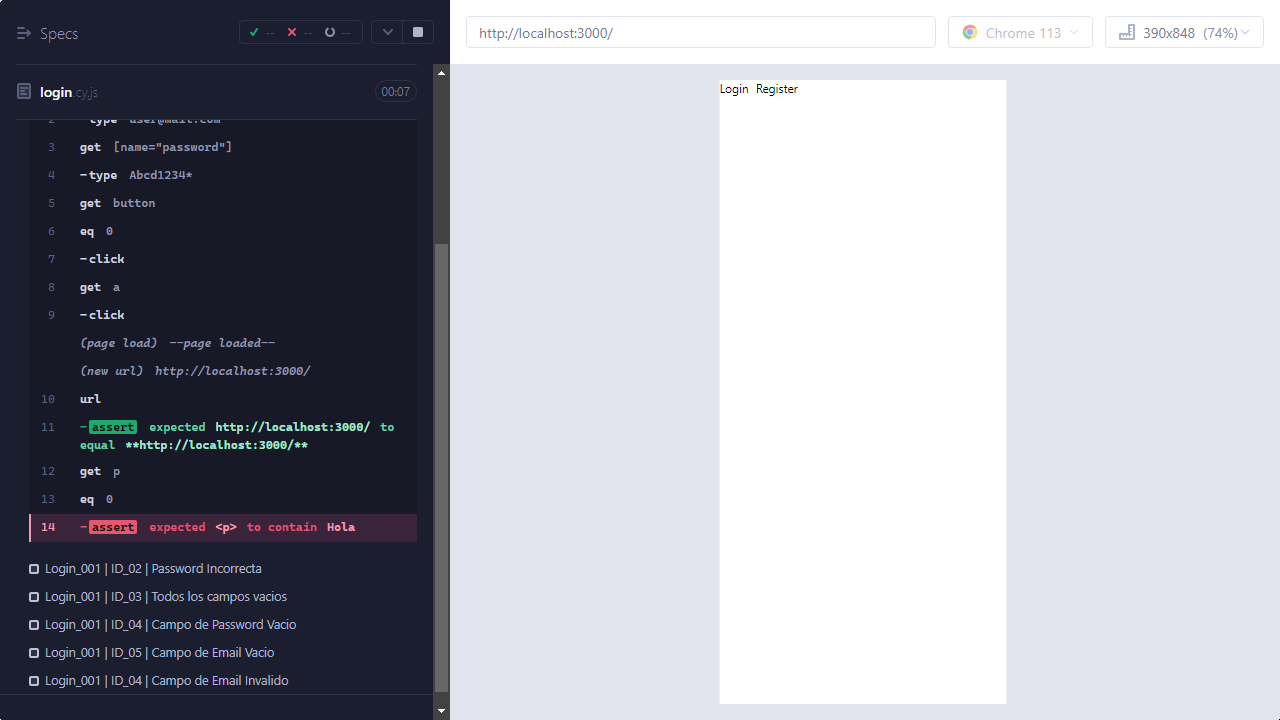 Specs
-- -- --
login cy.js
00:07
2 -type user@mail.com
3 get [name="password"]
4 -type Abcd1234*
5 get button
6 eq 0
7 -click
8 get a
9 -click
(page load) --page loaded--
(new url) http://localhost:3000/
10 url
11 -assert expected http://localhost:3000/ to
equal **http://localhost:3000/**
12 get p
13 eq 0
14 -assert expected <p> to contain Hola
Login_001 | ID_02 | Password Incorrecta
Login_001 | ID_03 | Todos los campos vacios
Login_001 | ID_04 | Campo de Password Vacio
Login_001 | ID_05 | Campo de Email Vacio
Login_001 | ID_04 | Campo de Email Invalido
http://localhost:3000/
Chrome 113
390x848 (74%)
Login Register